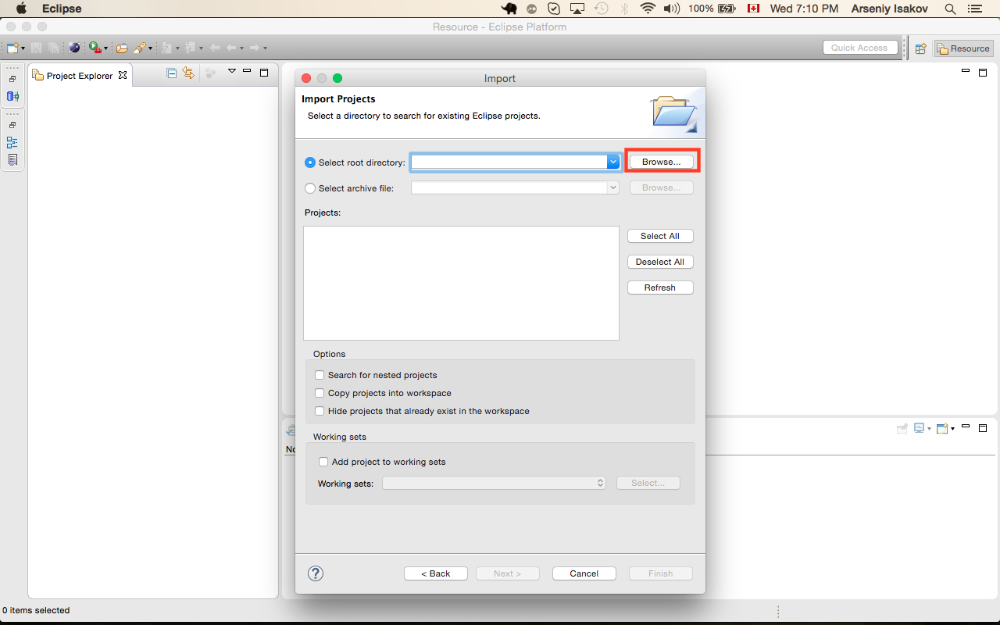 Eclipse 100% Wed 7:10 PM Arseniy Isakov
Resource - Eclipse Platform
Quick Access Resource
Project Explorer
Import
Import Projects
Select a directory to search for existing Eclipse projects.
Select root directory: Browse...
Select archive file: Browse...
Projects:
Select All
Deselect All
Refresh
Options
Search for nested projects
Copy projects into workspace
Hide projects that already exist in the workspace
Working sets
Add project to working sets
Working sets: Select...
? < Back Next > Cancel Finish
0 items selected